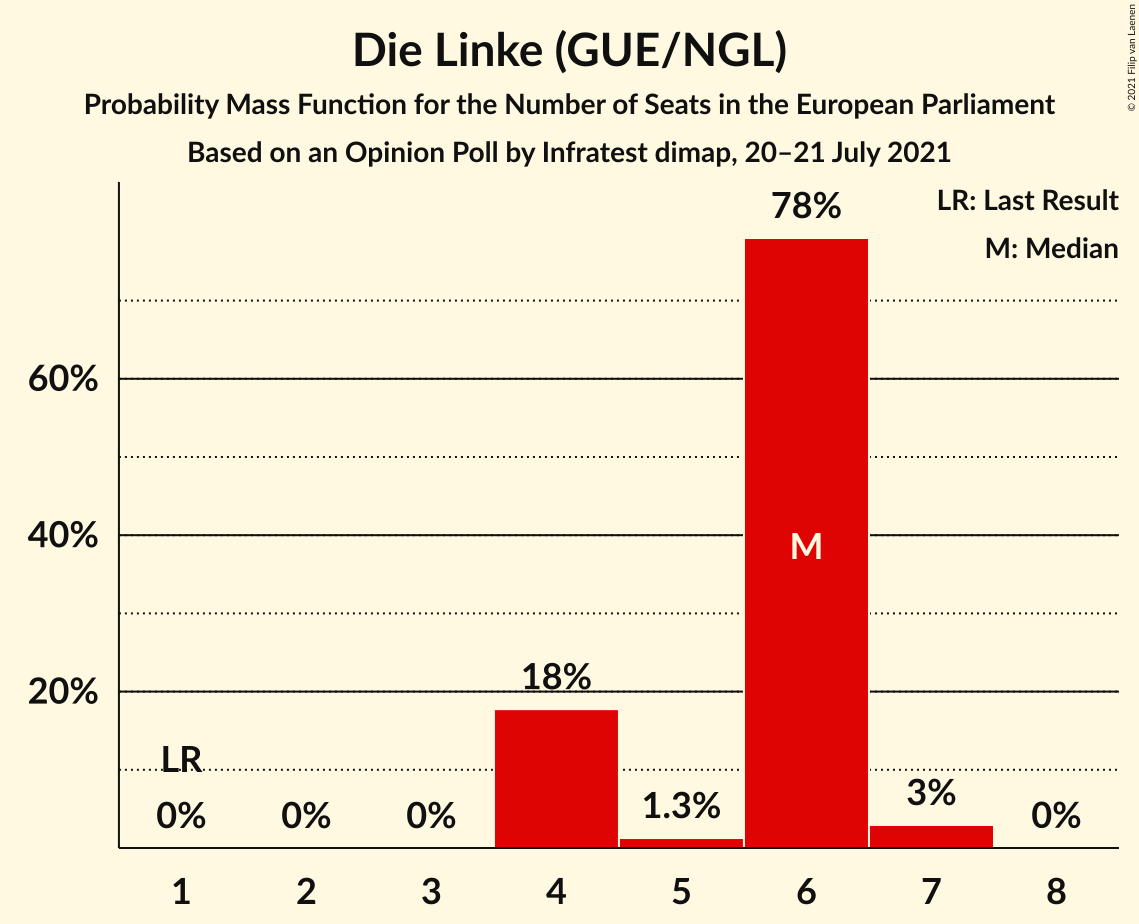 Die Linke (GUE/NGL)
Probability Mass Function for the Number of Seats in the European Parliament
Based on an Opinion Poll by Infratest dimap, 20–21 July 2021
© 2021 Filip van Laenen
LR: Last Result
M: Median
78%
60%
40%
20%
M
18%
LR
0%
0%
0%
1.3%
3%
0%
1 2 3 4 5 6 7 8